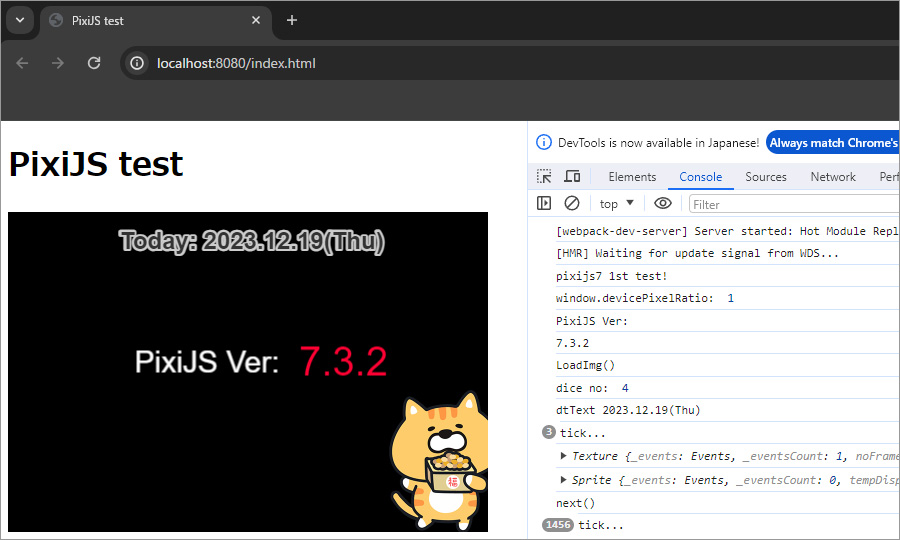 PixiJS test
localhost:8080/index.html
PixiJS test
Today: 2023.12.19(Thu)
PixiJS Ver: 7.3.2
福
DevTools is now available in Japanese! Always match Chrome's
Elements Console Sources Network Perf
top Filter
[webpack-dev-server] Server started: Hot Module Repl
[HMR] Waiting for update signal from WDS...
pixijs7 1st test!
window.devicePixelRatio: 1
PixiJS Ver:
7.3.2
LoadImg()
dice no: 4
dtText 2023.12.19(Thu)
3 tick...
Texture {_events: Events, _eventsCount: 1, noFrame
Sprite {_events: Events, _eventsCount: 0, tempDisp
next()
1456 tick...